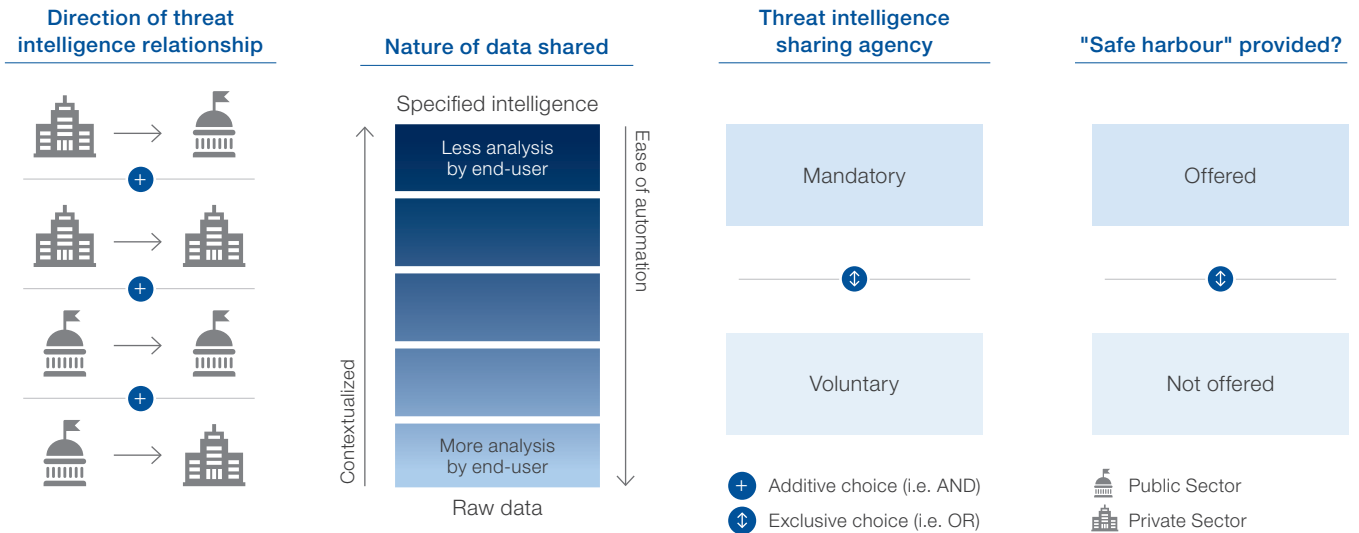 Direction of threat
intelligence relationship
Nature of data shared
Specified intelligence
Less analysis
by end-user
More analysis
by end-user
Raw data
Contextualized
Ease of automation
Threat intelligence
sharing agency
Mandatory
Voluntary
"Safe harbour" provided?
Offered
Not offered
+ Additive choice (i.e. AND)
Exclusive choice (i.e. OR)
Public Sector
Private Sector